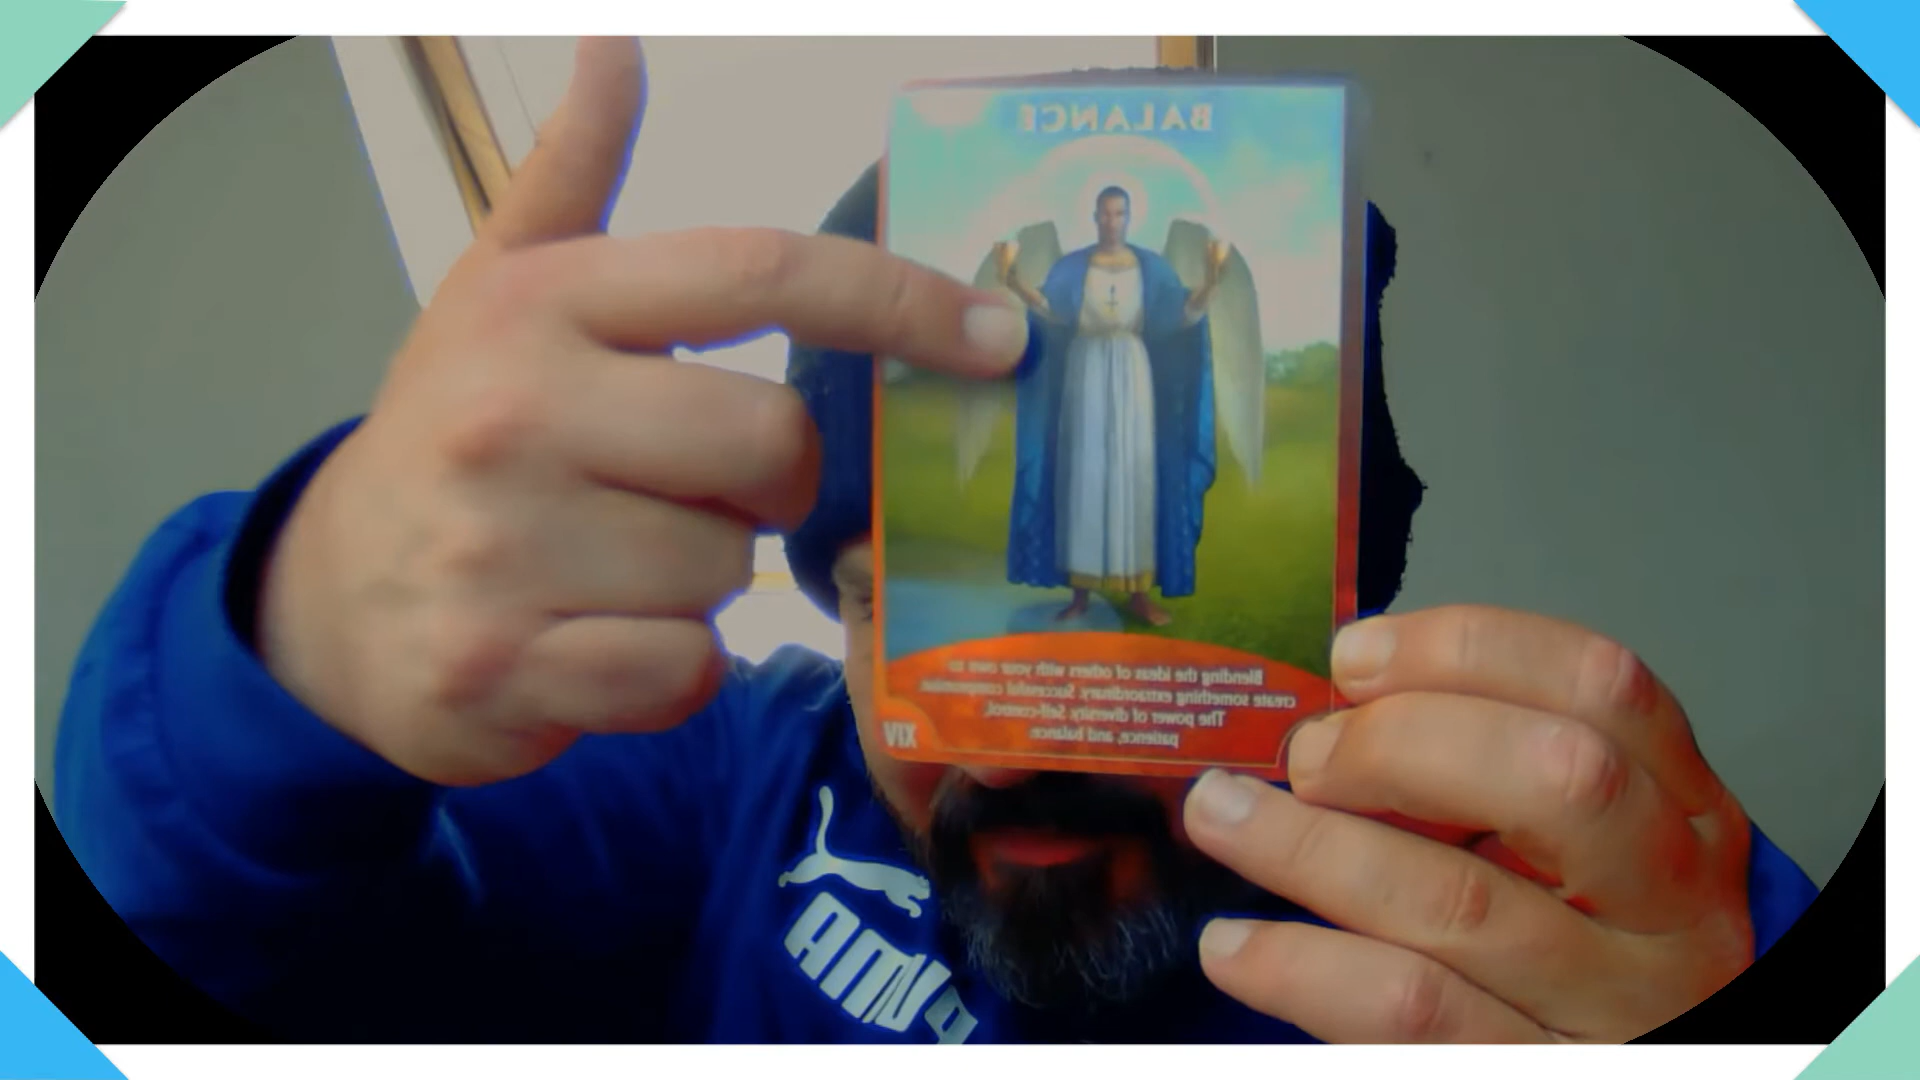 BALANCE
Blending the ideas of others with your own to
create something extraordinary. Successful compromise.
The power of diversity. Self-control,
patience, and balance.
XIV
PUMA